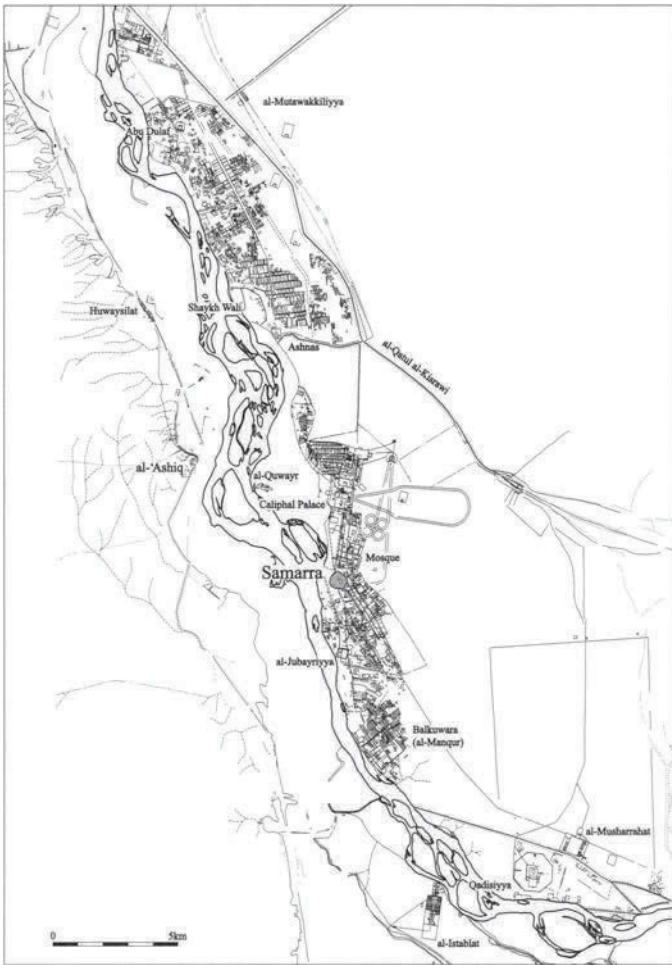 al-Mutawakkiliyya
Abu Dulaf
Huwaysilat
Shaykh Wali
Ashnas
al-Qatul al-Kisrawi
al-'Ashiq
al-Quwayr
Caliphal Palace
Mosque
Samarra
al-Jubayriyya
Balkuwara
(al-Manqur)
al-Musharrahat
Qadisiyya
al-Istablat
0 5km